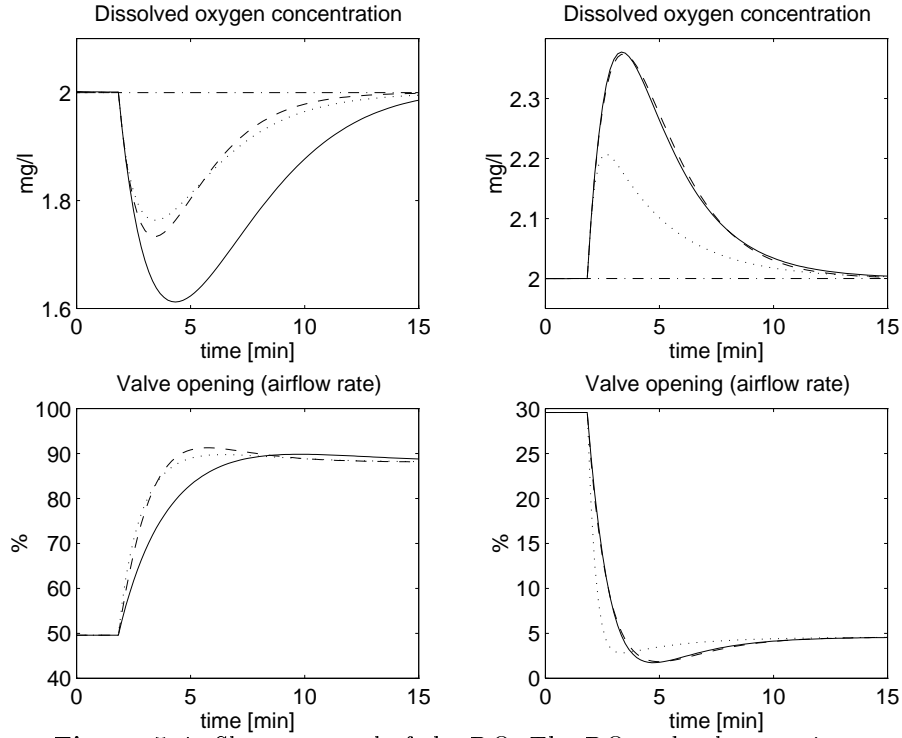 Dissolved oxygen concentration
2
1.8
1.6
mg/l
0 5 10 15
time [min]
Dissolved oxygen concentration
2.3
2.2
2.1
2
mg/l
0 5 10 15
time [min]
Valve opening (airflow rate)
100
90
80
70
60
50
40
%
0 5 10 15
time [min]
Valve opening (airflow rate)
30
25
20
15
10
5
0
%
0 5 10 15
time [min]